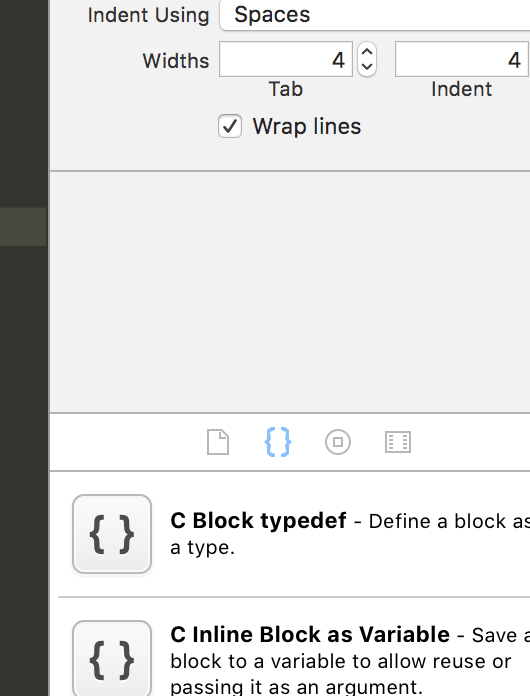 Indent Using Spaces
Widths 4 4
Tab Indent
Wrap lines
{ }
{ } C Block typedef - Define a block as
a type.
{ } C Inline Block as Variable - Save a
block to a variable to allow reuse or
passing it as an argument.